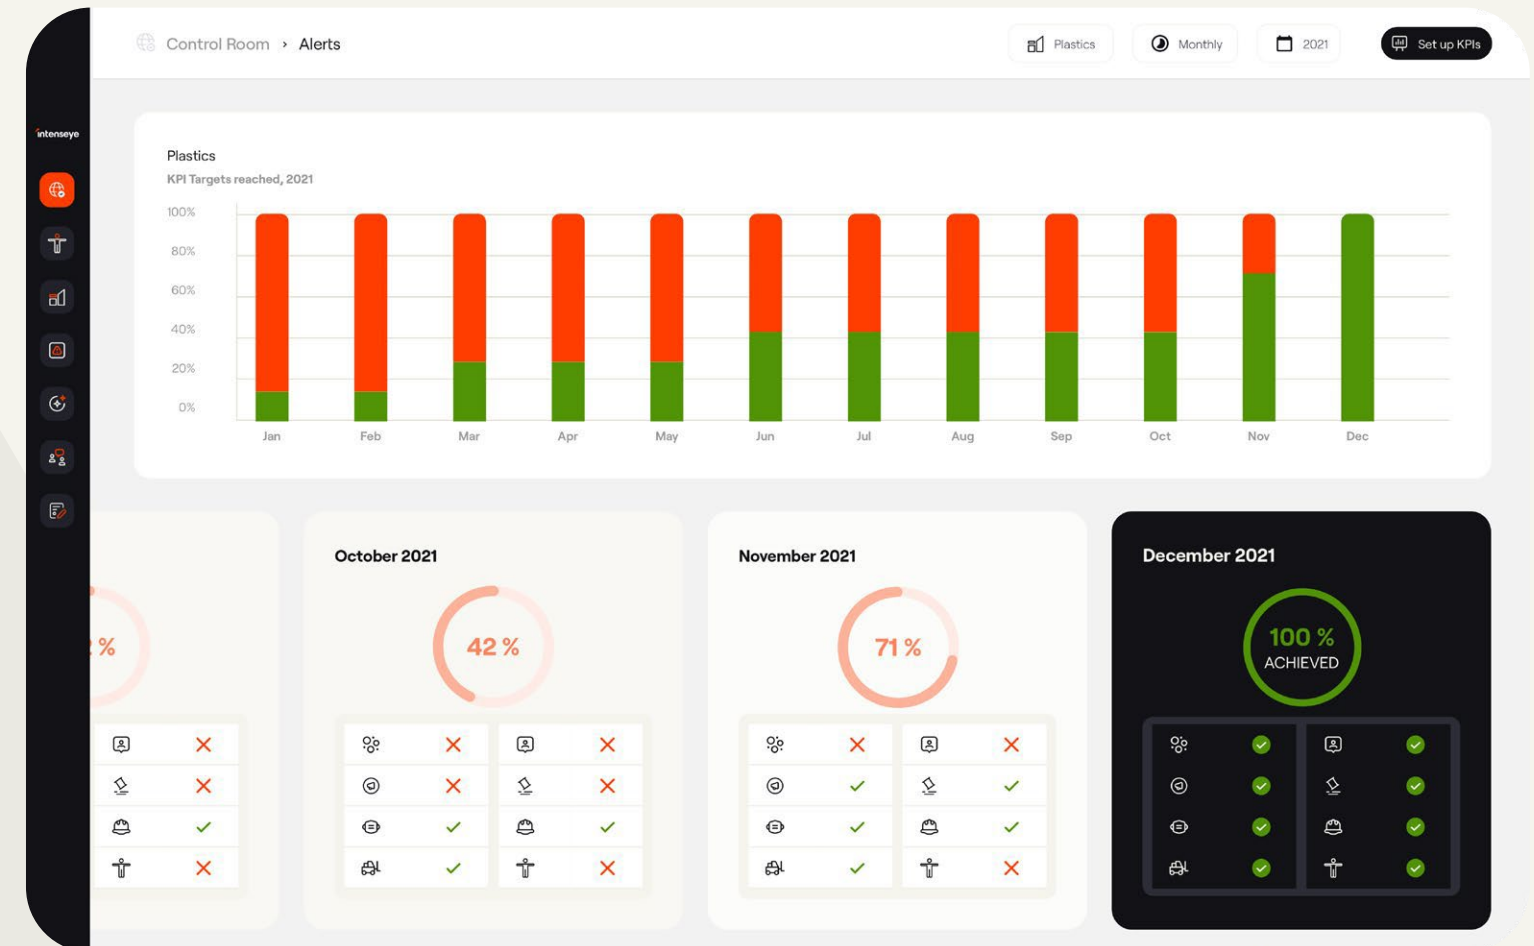 Control Room › Alerts
Plastics
Monthly
2021
Set up KPIs
intenseye
Plastics
KPI Targets reached, 2021
100%
80%
60%
40%
20%
0%
Jan Feb Mar Apr May Jun Jul Aug Sep Oct Nov Dec
October 2021
November 2021
December 2021
%
42 %
71 %
100 %
ACHIEVED